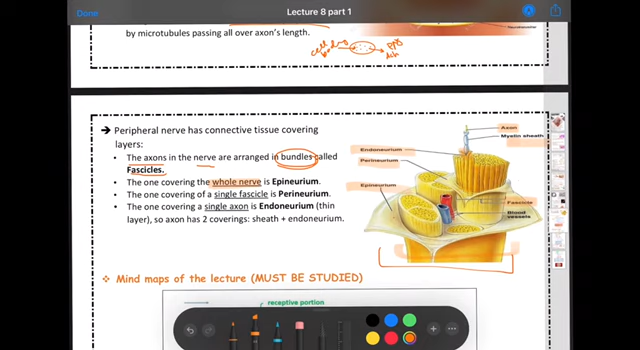 Done
Lecture 8 part 1
by microtubules passing all over axon's length.
cell body
➔ Peripheral nerve has connective tissue covering
layers:
• The axons in the nerve are arranged in bundles called
Fascicles.
• The one covering the whole nerve is Epineurium.
• The one covering of a single fascicle is Perineurium.
• The one covering a single axon is Endoneurium (thin
layer), so axon has 2 coverings: sheath + endoneurium.
Axon
Myelin sheath
Endoneurium
Perineurium
Epineurium
Fascicle
Blood
vessels
❖ Mind maps of the lecture (MUST BE STUDIED)
receptive portion